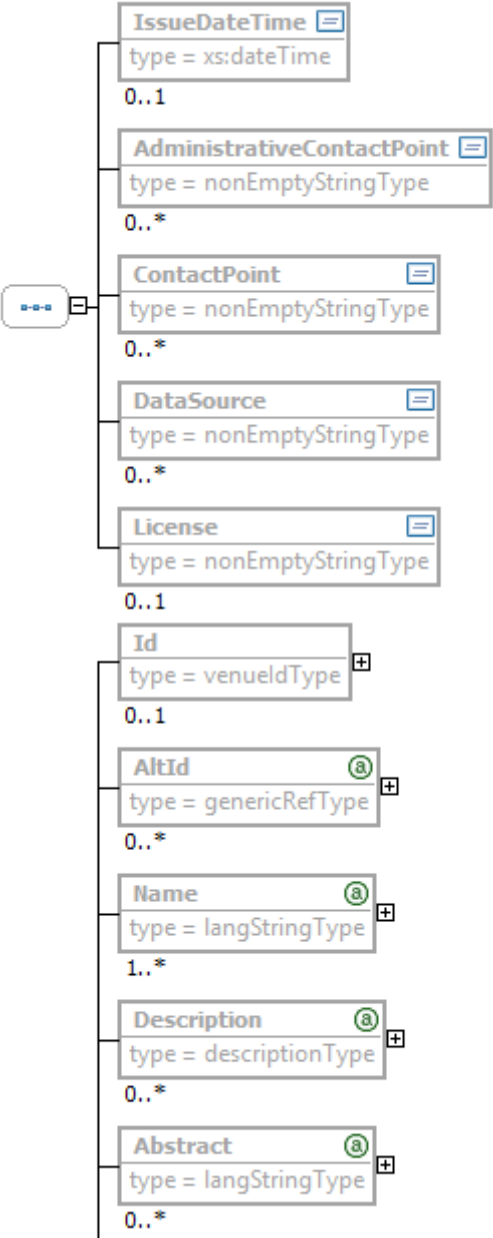 IssueDateTime
type = xs:dateTime
0..1
AdministrativeContactPoint
type = nonEmptyStringType
0..*
ContactPoint
type = nonEmptyStringType
0..*
DataSource
type = nonEmptyStringType
0..*
License
type = nonEmptyStringType
0..1
Id
type = venueIdType
0..1
AltId
type = genericRefType
0..*
Name
type = langStringType
1..*
Description
type = descriptionType
0..*
Abstract
type = langStringType
0..*